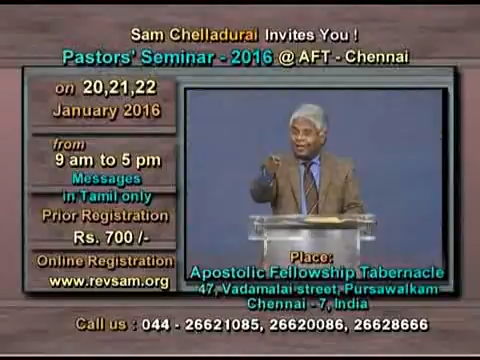 Sam Chelladurai Invites You !
Pastors' Seminar - 2016 @ AFT - Chennai
on 20,21,22
January 2016
from
9 am to 5 pm
Messages
in Tamil only
Prior Registration
Rs. 700 /-
Online Registration
www.revsam.org
Place:
Apostolic Fellowship Tabernacle
47, Vadamalai street, Pursawalkam
Chennai - 7, India
Call us : 044 - 26621085, 26620086, 26628666